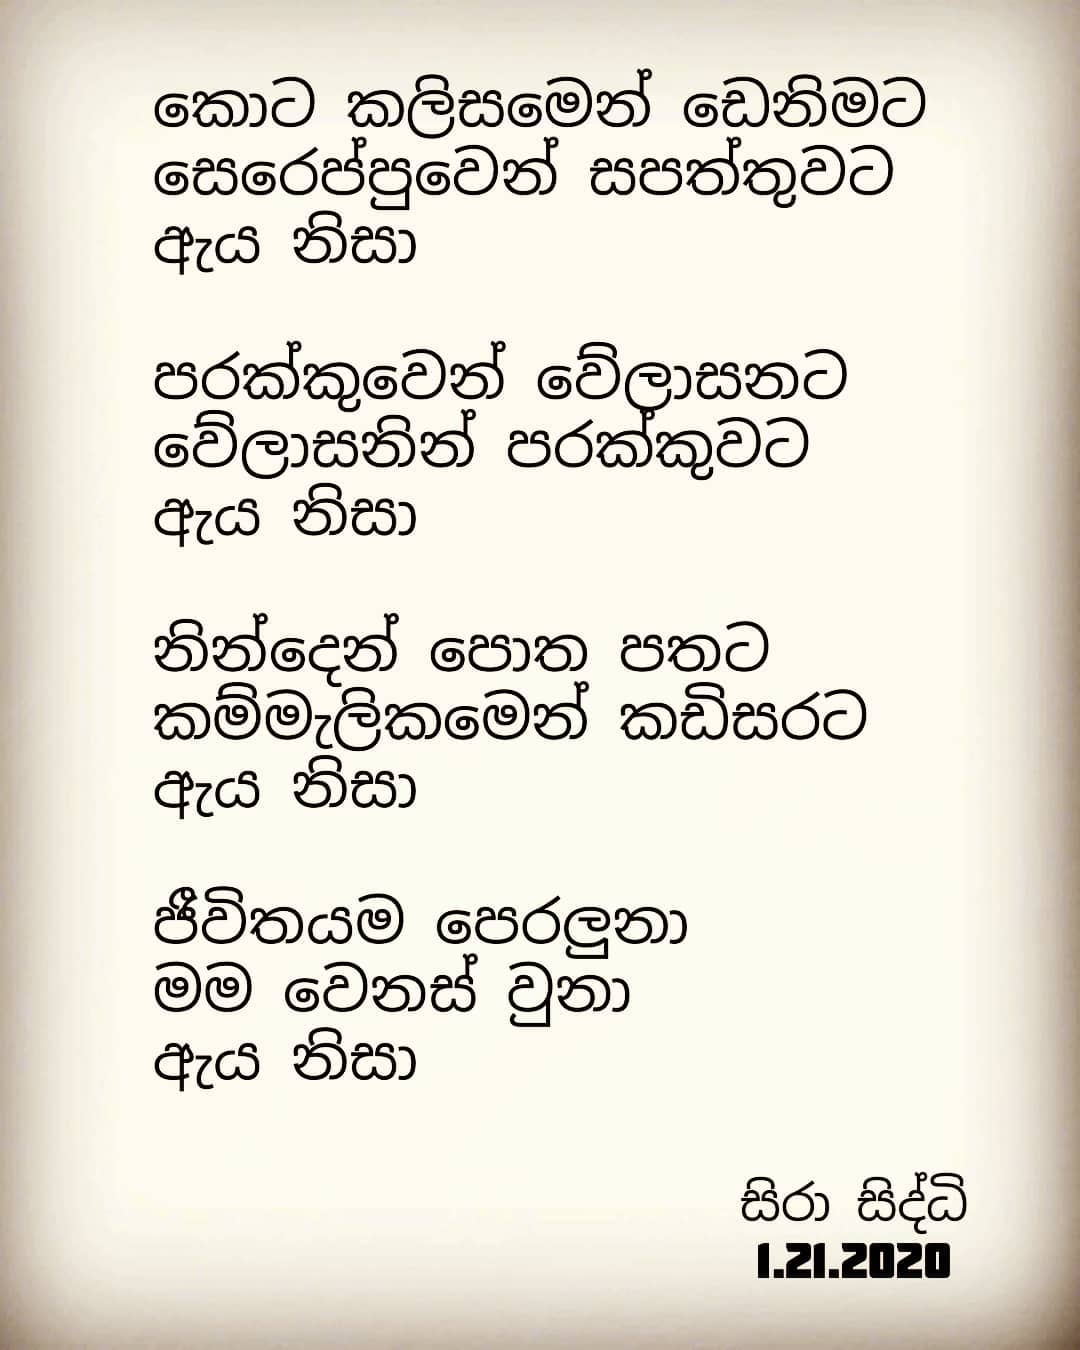 කොට කලිසමෙන් ඩෙනිමට
සෙරෙප්පුවෙන් සපත්තුවට
ඇය නිසා
පරක්කුවෙන් වේලාසනට
වේලාසනින් පරක්කුවට
ඇය නිසා
නින්දෙන් පොත පතට
කම්මැලිකමෙන් කඩිසරට
ඇය නිසා
ජීවිතයම පෙරලුනා
මම වෙනස් වුනා
ඇය නිසා
සිරා සිද්ධි
1.21.2020